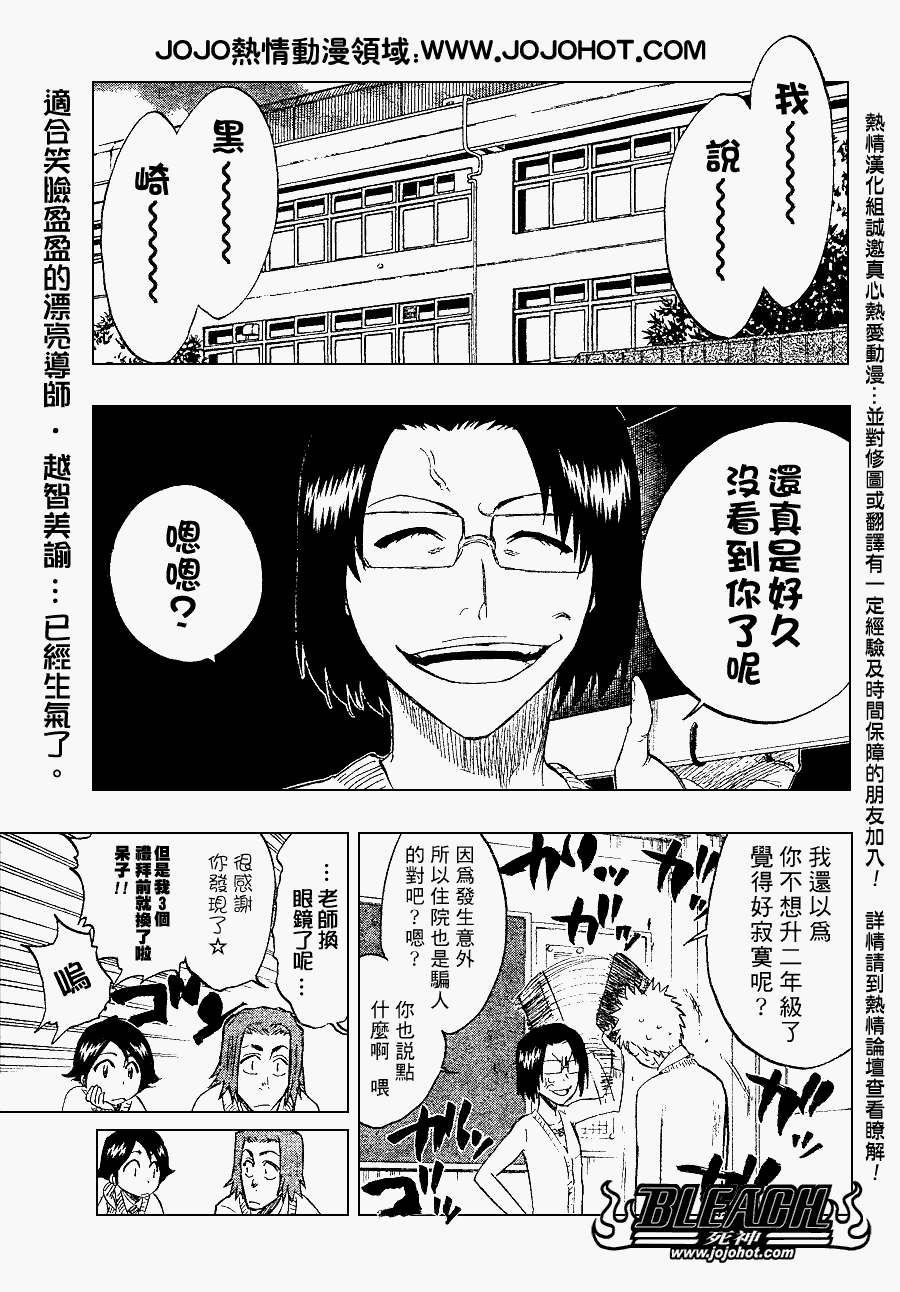 JOJO熱情動漫領域:WWW.JOJOHOT.COM
熱情漢化組誠邀真心熱愛動漫…並對修圖或翻譯有一定經驗及時間保障的朋友加入！ 詳情請到熱情論壇查看瞭解！
我～
說～
黑～
崎～
適合笑臉盈盈的漂亮導師・越智美諭…已經生氣了。
還真是好久
沒看到你了呢
嗯嗯？
我還以為
你不想升二年級了
覺得好寂寞呢？
因為發生意外
所以住院也是騙人
的對吧？嗯？
你也說點
什麼啊 喂
ガッ
ガッ
ガッ
ガッ
…老師換
眼鏡了呢…
很感謝
你發現了☆
但是我3個
禮拜前就換了啦
呆子!!
嗚
BLEACH
死神
www.jojohot.com